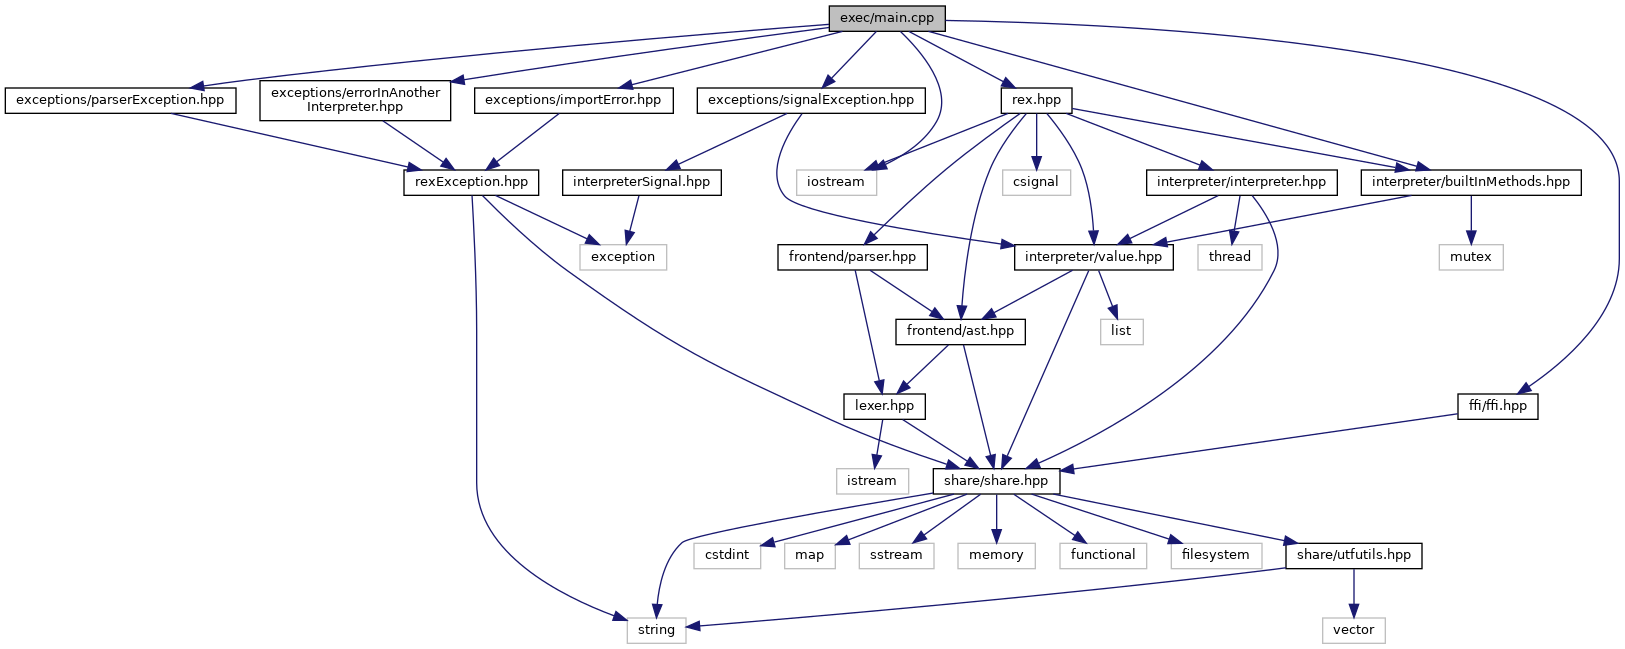 exec/main.cpp
exceptions/parserException.hpp
exceptions/errorInAnother
Interpreter.hpp
exceptions/importError.hpp
exceptions/signalException.hpp
rex.hpp
rexException.hpp
interpreterSignal.hpp
iostream
csignal
interpreter/interpreter.hpp
interpreter/builtInMethods.hpp
exception
frontend/parser.hpp
interpreter/value.hpp
thread
mutex
frontend/ast.hpp
list
lexer.hpp
ffi/ffi.hpp
istream
share/share.hpp
cstdint
map
sstream
memory
functional
filesystem
share/utfutils.hpp
string
vector